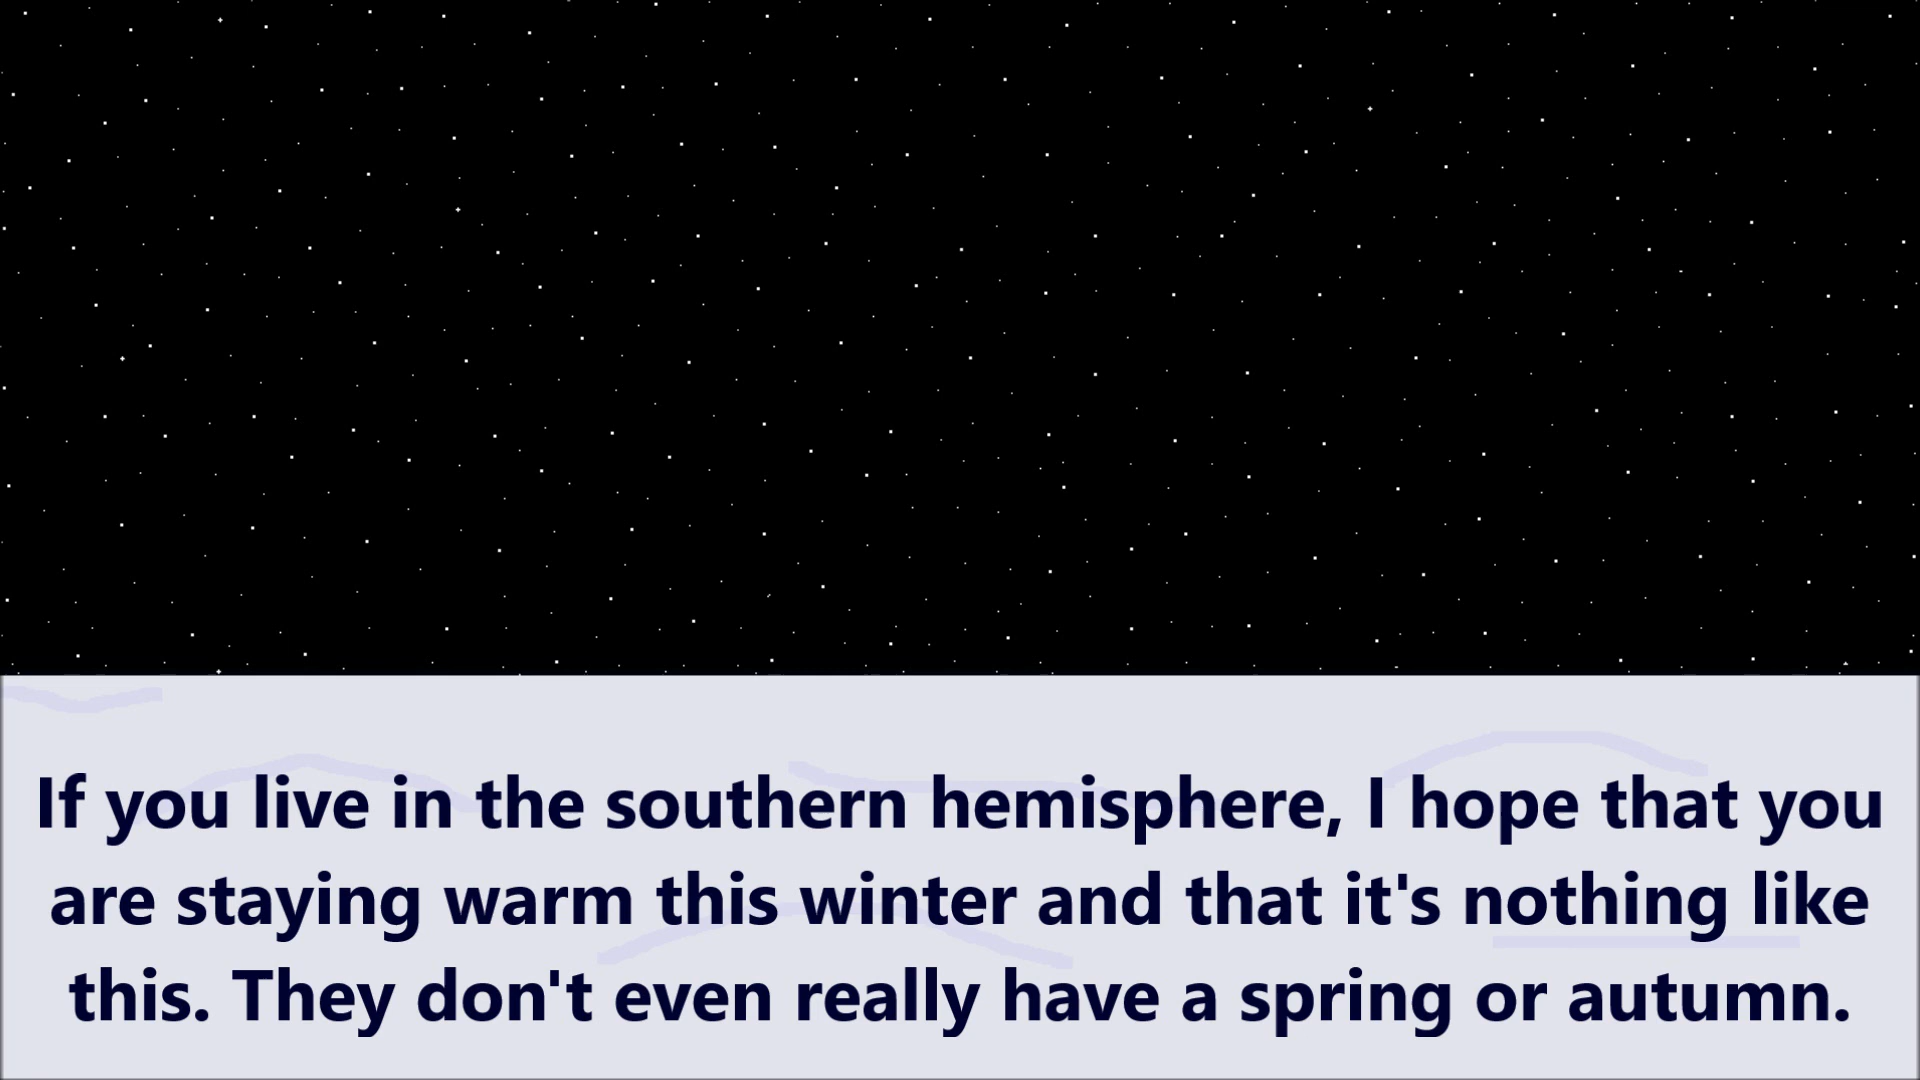 If you live in the southern hemisphere, I hope that you
are staying warm this winter and that it's nothing like
this. They don't even really have a spring or autumn.